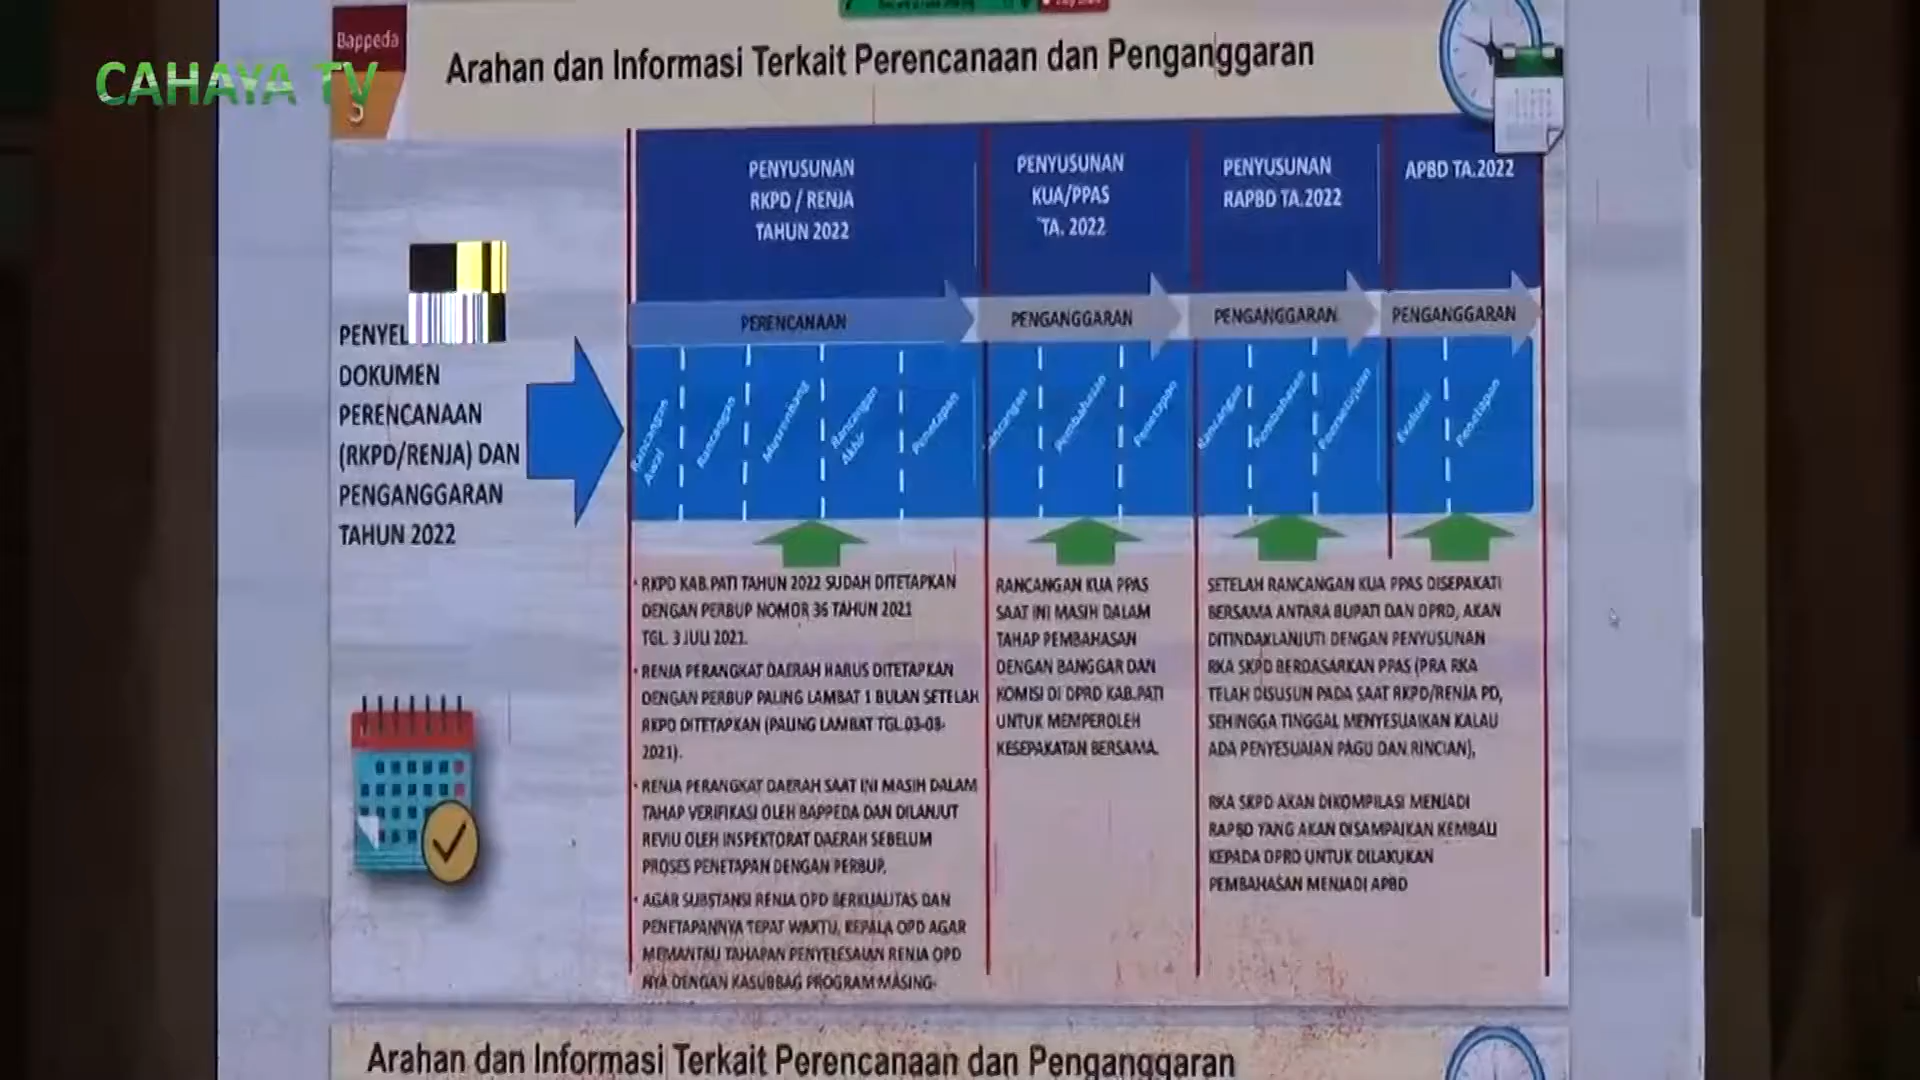 Bappeda
CAHAYA TV
5
Arahan dan Informasi Terkait Perencanaan dan Penganggaran
PENYUSUNAN
RKPD / RENJA
TAHUN 2022
PENYUSUNAN
KUA/PPAS
TA. 2022
PENYUSUNAN
RAPBD TA.2022
APBD TA.2022
PERENCANAAN
PENGANGGARAN
PENGANGGARAN
PENGANGGARAN
PENYEL
DOKUMEN
PERENCANAAN
(RKPD/RENJA) DAN
PENGANGGARAN
TAHUN 2022
Rancangan
Awal
Rancangan
Musrenbang
Rancangan
Akhir
Penetapan
Rancangan
Pembahasan
Penetapan
Rancangan
Pembahasan
Persetujuan
Evaluasi
Penetapan
• RKPD KAB.PATI TAHUN 2022 SUDAH DITETAPKAN
DENGAN PERBUP NOMOR 36 TAHUN 2021
TGL. 3 JULI 2021.
• RENJA PERANGKAT DAERAH HARUS DITETAPKAN
DENGAN PERBUP PALING LAMBAT 1 BULAN SETELAH
RKPD DITETAPKAN (PALING LAMBAT TGL.03-08-
2021).
• RENJA PERANGKAT DAERAH SAAT INI MASIH DALAM
TAHAP VERIFIKASI OLEH BAPPEDA DAN DILANJUT
REVIU OLEH INSPEKTORAT DAERAH SEBELUM
PROSES PENETAPAN DENGAN PERBUP.
• AGAR SUBSTANSI RENJA OPD BERKUALITAS DAN
PENETAPANNYA TEPAT WAKTU, KEPALA OPD AGAR
MEMANTAU TAHAPAN PENYELESAIAN RENJA OPD
NYA DENGAN KASUBBAG PROGRAM MASING-
RANCANGAN KUA PPAS
SAAT INI MASIH DALAM
TAHAP PEMBAHASAN
DENGAN BANGGAR DAN
KOMISI DI DPRD KAB.PATI
UNTUK MEMPEROLEH
KESEPAKATAN BERSAMA.
SETELAH RANCANGAN KUA PPAS DISEPAKATI
BERSAMA ANTARA BUPATI DAN DPRD, AKAN
DITINDAKLANJUTI DENGAN PENYUSUNAN
RKA SKPD BERDASARKAN PPAS (PRA RKA
TELAH DISUSUN PADA SAAT RKPD/RENJA PD,
SEHINGGA TINGGAL MENYESUAIKAN KALAU
ADA PENYESUAIAN PAGU DAN RINCIAN),
RKA SKPD AKAN DIKOMPILASI MENJADI
RAPBD YANG AKAN DISAMPAIKAN KEMBALI
KEPADA DPRD UNTUK DILAKUKAN
PEMBAHASAN MENJADI APBD
Arahan dan Informasi Terkait Perencanaan dan Penganggaran